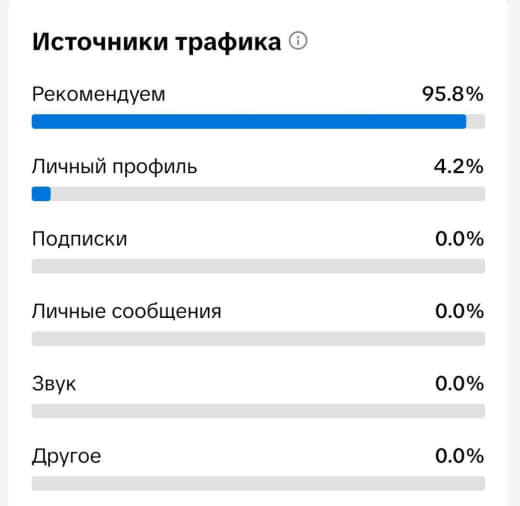 Источники трафика
Рекомендуем 95.8%
Личный профиль 4.2%
Подписки 0.0%
Личные сообщения 0.0%
Звук 0.0%
Другое 0.0%